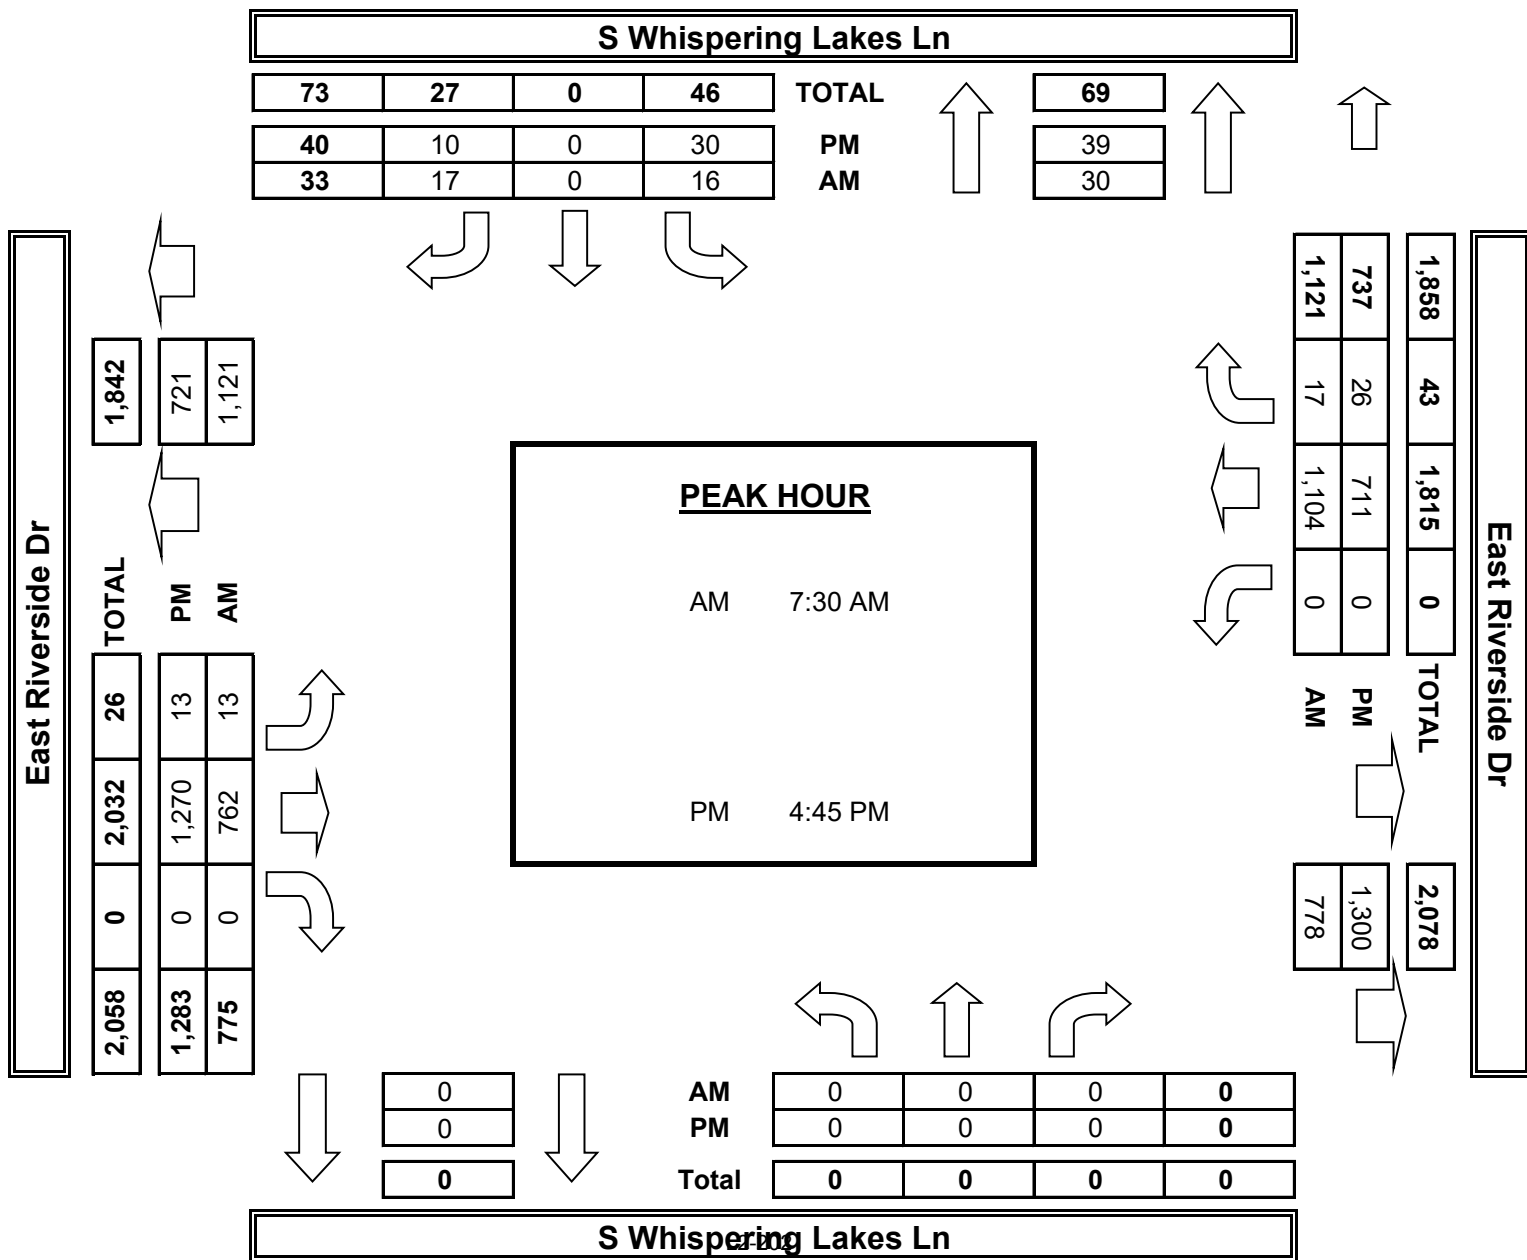 S Whispering Lakes Ln
73 27 0 46 TOTAL 69
40 10 0 30 PM 39
33 17 0 16 AM 30
East Riverside Dr
1,842 721 1,121
TOTAL PM AM
26 13 13
2,032 1,270 762
0 0 0
2,058 1,283 775
PEAK HOUR
AM 7:30 AM
PM 4:45 PM
1,121 737 1,858
17 26 43
1,104 711 1,815
0 0 0
AM PM TOTAL
778 1,300 2,078
East Riverside Dr
0 AM 0 0 0 0
0 PM 0 0 0 0
0 Total 0 0 0 0
S Whispering Lakes Ln